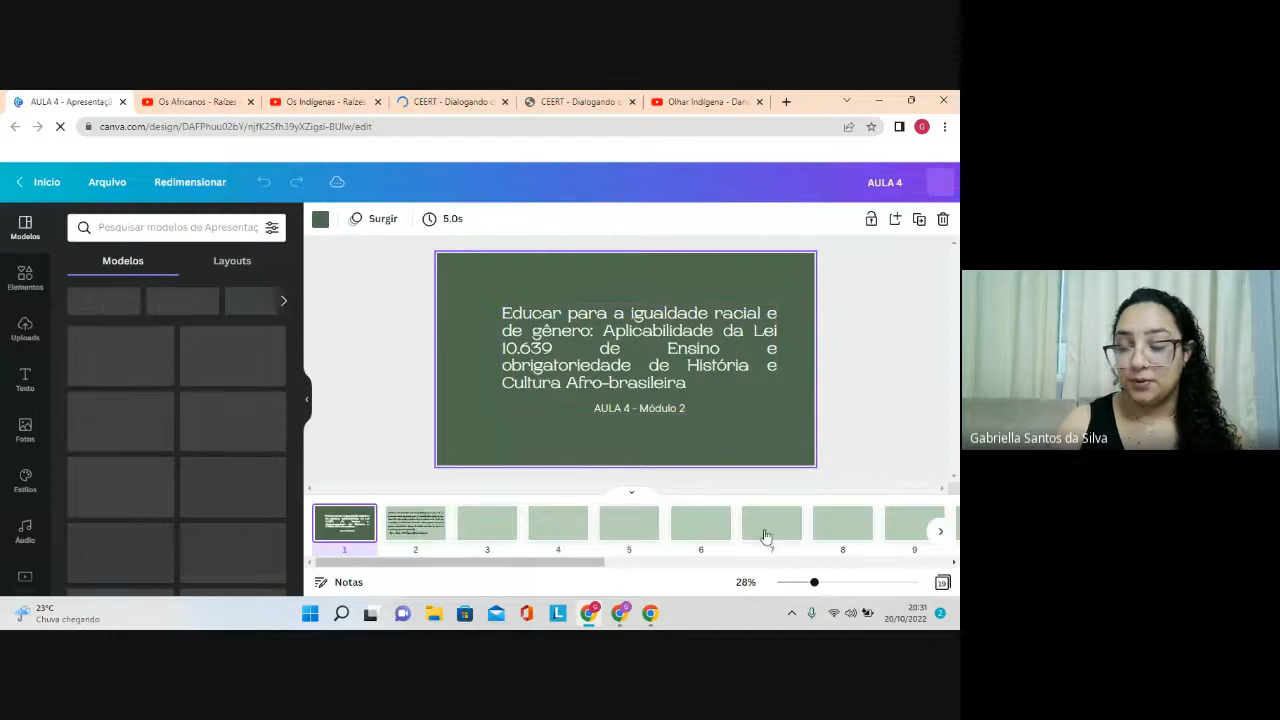 AULA 4 - Apresentaçã
Os Africanos - Raízes
Os Indígenas - Raízes
CEERT - Dialogando c
CEERT - Dialogando c
Olhar Indígena - Dan
canva.com/design/DAFPhuu02bY/njfK2Sfh39yXZigsi-BUlw/edit
G
Início
Arquivo
Redimensionar
AULA 4
Modelos
Elementos
Uploads
Texto
Fotos
Estilos
Áudio
Pesquisar modelos de Apresentaç
Modelos
Layouts
Surgir
5.0s
Educar para a igualdade racial e
de gênero: Aplicabilidade da Lei
10.639 de Ensino e
obrigatoriedade de História e
Cultura Afro-brasileira
AULA 4 - Módulo 2
1
2
3
4
5
6
7
8
9
Notas
28%
19
23°C
Chuva chegando
20:31
20/10/2022
2
Gabriella Santos da Silva